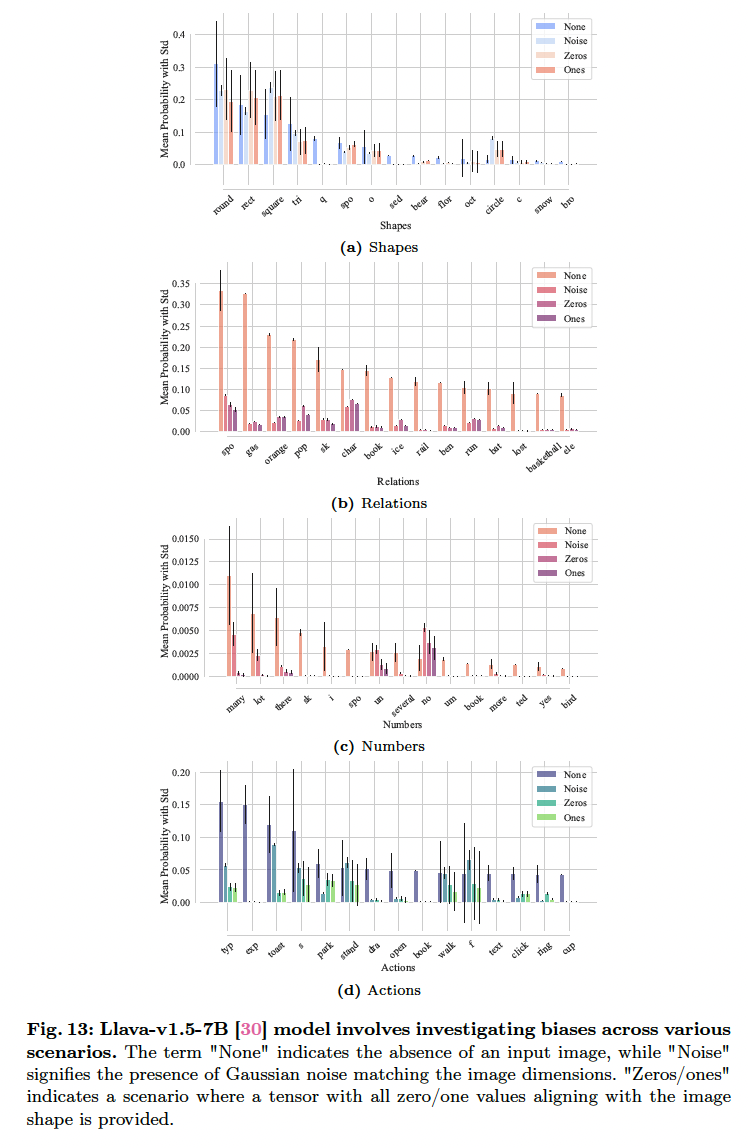 0.4
0.3
0.2
0.1
0.0
Mean Probability with Std
None
Noise
Zeros
Ones
round rect square tri q spo o sed bear flor oct circle c snow bro
Shapes
(a) Shapes
0.35
0.30
0.25
0.20
0.15
0.10
0.05
0.00
Mean Probability with Std
None
Noise
Zeros
Ones
spo gas orange pop sk char book ice rail ben run bat lost basketball ele
Relations
(b) Relations
0.0150
0.0125
0.0100
0.0075
0.0050
0.0025
0.0000
Mean Probability with Std
None
Noise
Zeros
Ones
many lot there sk i spo un several no um book more ted yes bird
Numbers
(c) Numbers
0.20
0.15
0.10
0.05
0.00
Mean Probability with Std
None
Noise
Zeros
Ones
typ exp toast s park stand dra open book walk f text click ring cup
Actions
(d) Actions
Fig. 13: Llava-v1.5-7B [30] model involves investigating biases across various
scenarios. The term "None" indicates the absence of an input image, while "Noise"
signifies the presence of Gaussian noise matching the image dimensions. "Zeros/ones"
indicates a scenario where a tensor with all zero/one values aligning with the image
shape is provided.